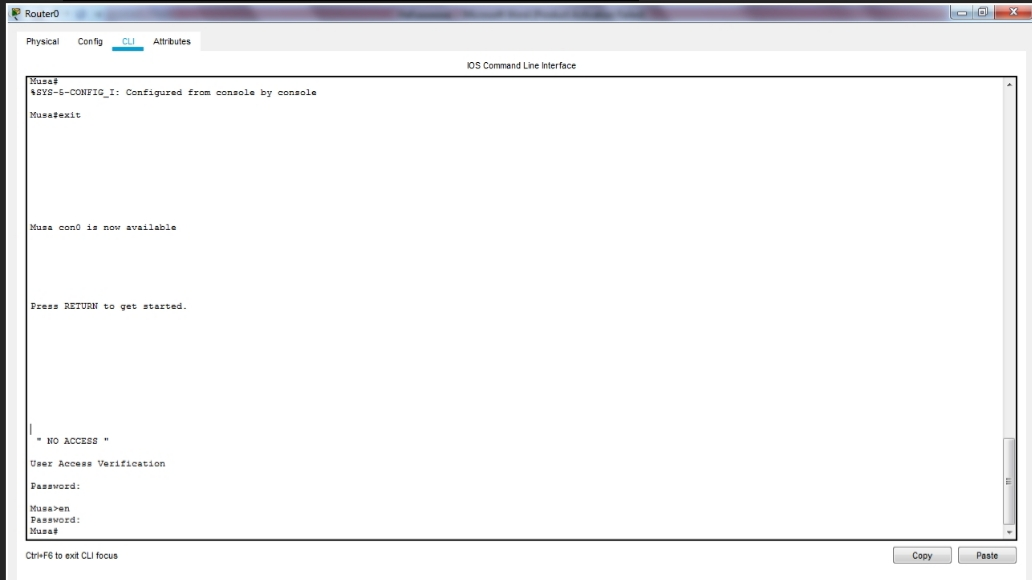 Router0
Physical Config CLI Attributes
IOS Command Line Interface
Musa#
%SYS-5-CONFIG_I: Configured from console by console
Musa#exit
Musa con0 is now available
Press RETURN to get started.
" NO ACCESS "
User Access Verification
Password:
Musa>en
Password:
Musa#
Ctrl+F6 to exit CLI focus
Copy Paste